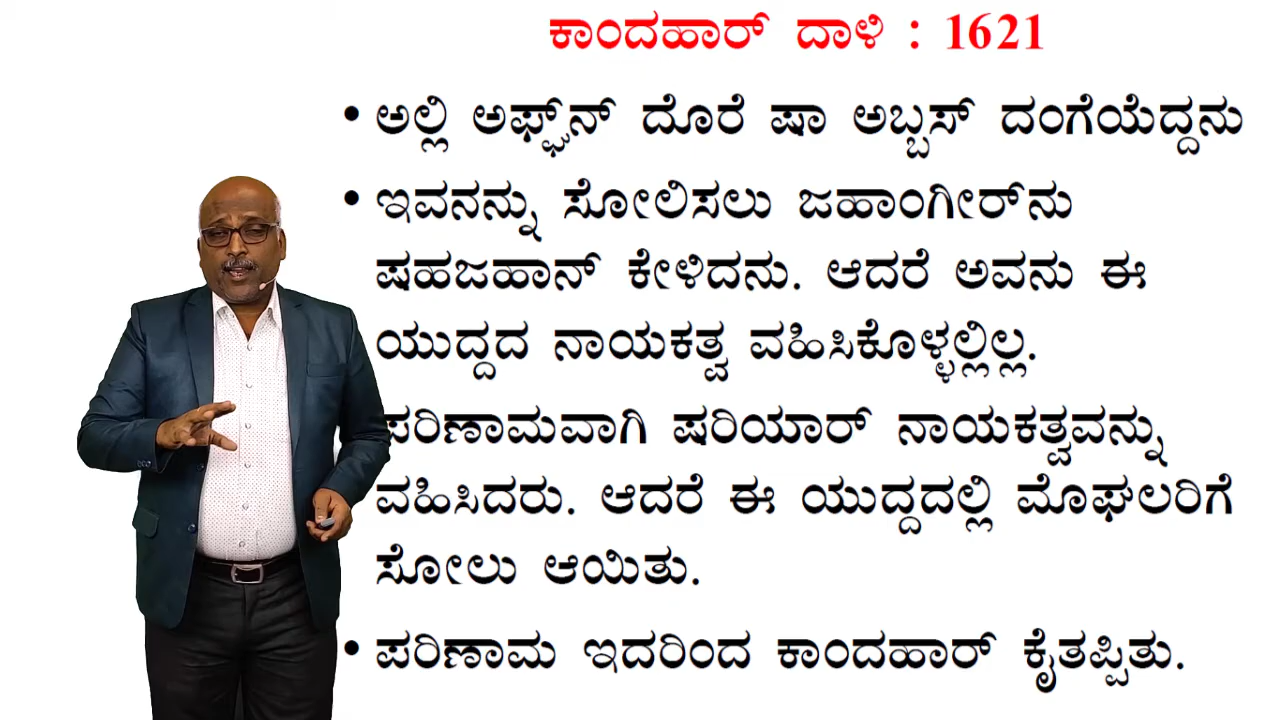 ಕಾಂದಹಾರ್ ದಾಳಿ : 1621
• ಅಲ್ಲಿ ಅಫ್ಘ್‌ನ್ ದೊರೆ ಷಾ ಅಬ್ಬಸ್ ದಂಗೆಯೆದ್ದನು
• ಇವನನ್ನು ಸೋಲಿಸಲು ಜಹಾಂಗೀರ್‌ನು
ಷಹಜಹಾನ್ ಕೇಳಿದನು. ಆದರೆ ಅವನು ಈ
ಯುದ್ದದ ನಾಯಕತ್ವ ವಹಿಸಿಕೊಳ್ಳಲ್ಲಿಲ್ಲ.
ಪರಿಣಾಮವಾಗಿ ಷರಿಯಾರ್ ನಾಯಕತ್ವವನ್ನು
ವಹಿಸಿದರು. ಆದರೆ ಈ ಯುದ್ದದಲ್ಲಿ ಮೊಘಲರಿಗೆ
ಸೋಲು ಆಯಿತು.
• ಪರಿಣಾಮ ಇದರಿಂದ ಕಾಂದಹಾರ್ ಕೈತಪ್ಪಿತು.